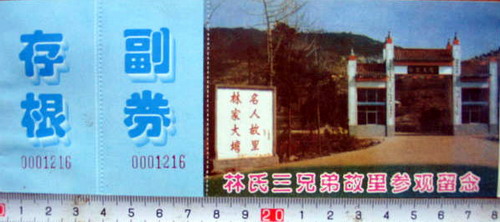 存根
0001216
副券
0001216
名人故里
林家大塆
林氏三兄弟故里参观留念